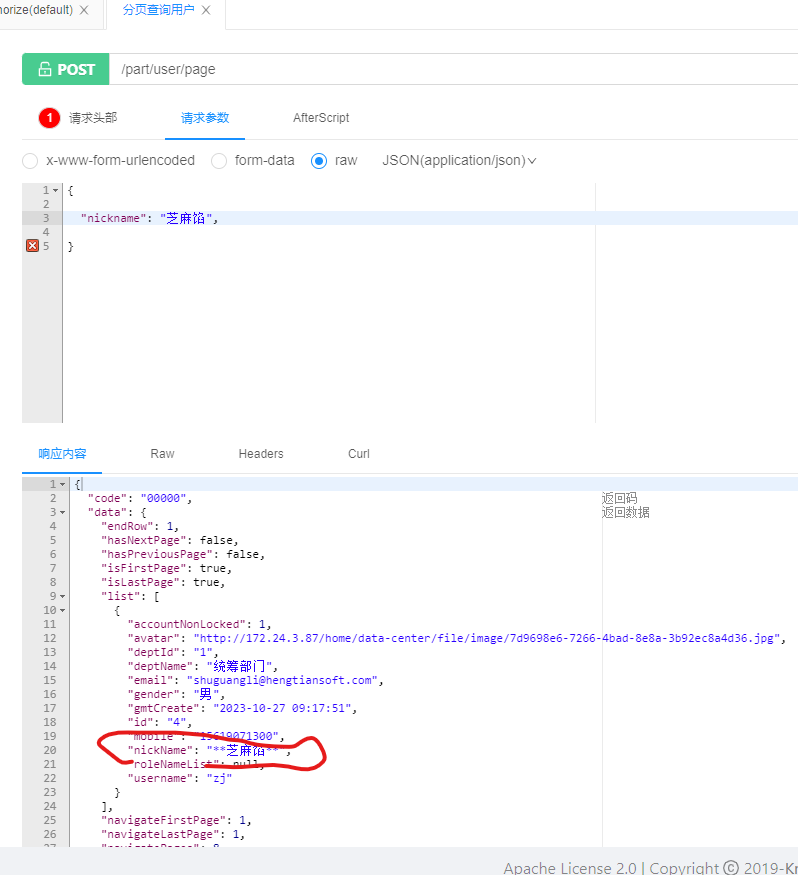 horize(default) 分页查询用户
POST /part/user/page
1 请求头部 请求参数 AfterScript
x-www-form-urlencoded form-data raw JSON(application/json)
1 {
2
3 "nickname": "芝麻馅",
4
5 }
响应内容 Raw Headers Curl
1 {
2 "code": "00000", 返回码
3 "data": { 返回数据
4 "endRow": 1,
5 "hasNextPage": false,
6 "hasPreviousPage": false,
7 "isFirstPage": true,
8 "isLastPage": true,
9 "list": [
10 {
11 "accountNonLocked": 1,
12 "avatar": "http://172.24.3.87/home/data-center/file/image/7d9698e6-7266-4bad-8e8a-3b92ec8a4d36.jpg",
13 "deptId": "1",
14 "deptName": "统筹部门",
15 "email": "shuguangli@hengtiansoft.com",
16 "gender": "男",
17 "gmtCreate": "2023-10-27 09:17:51",
18 "id": "4",
19 "mobile": "15619071300",
20 "nickName": "**芝麻馅**",
21 "roleNameList": null,
22 "username": "zj"
23 }
24 ],
25 "navigateFirstPage": 1,
26 "navigateLastPage": 1,
Apache License 2.0 | Copyright © 2019-Kn